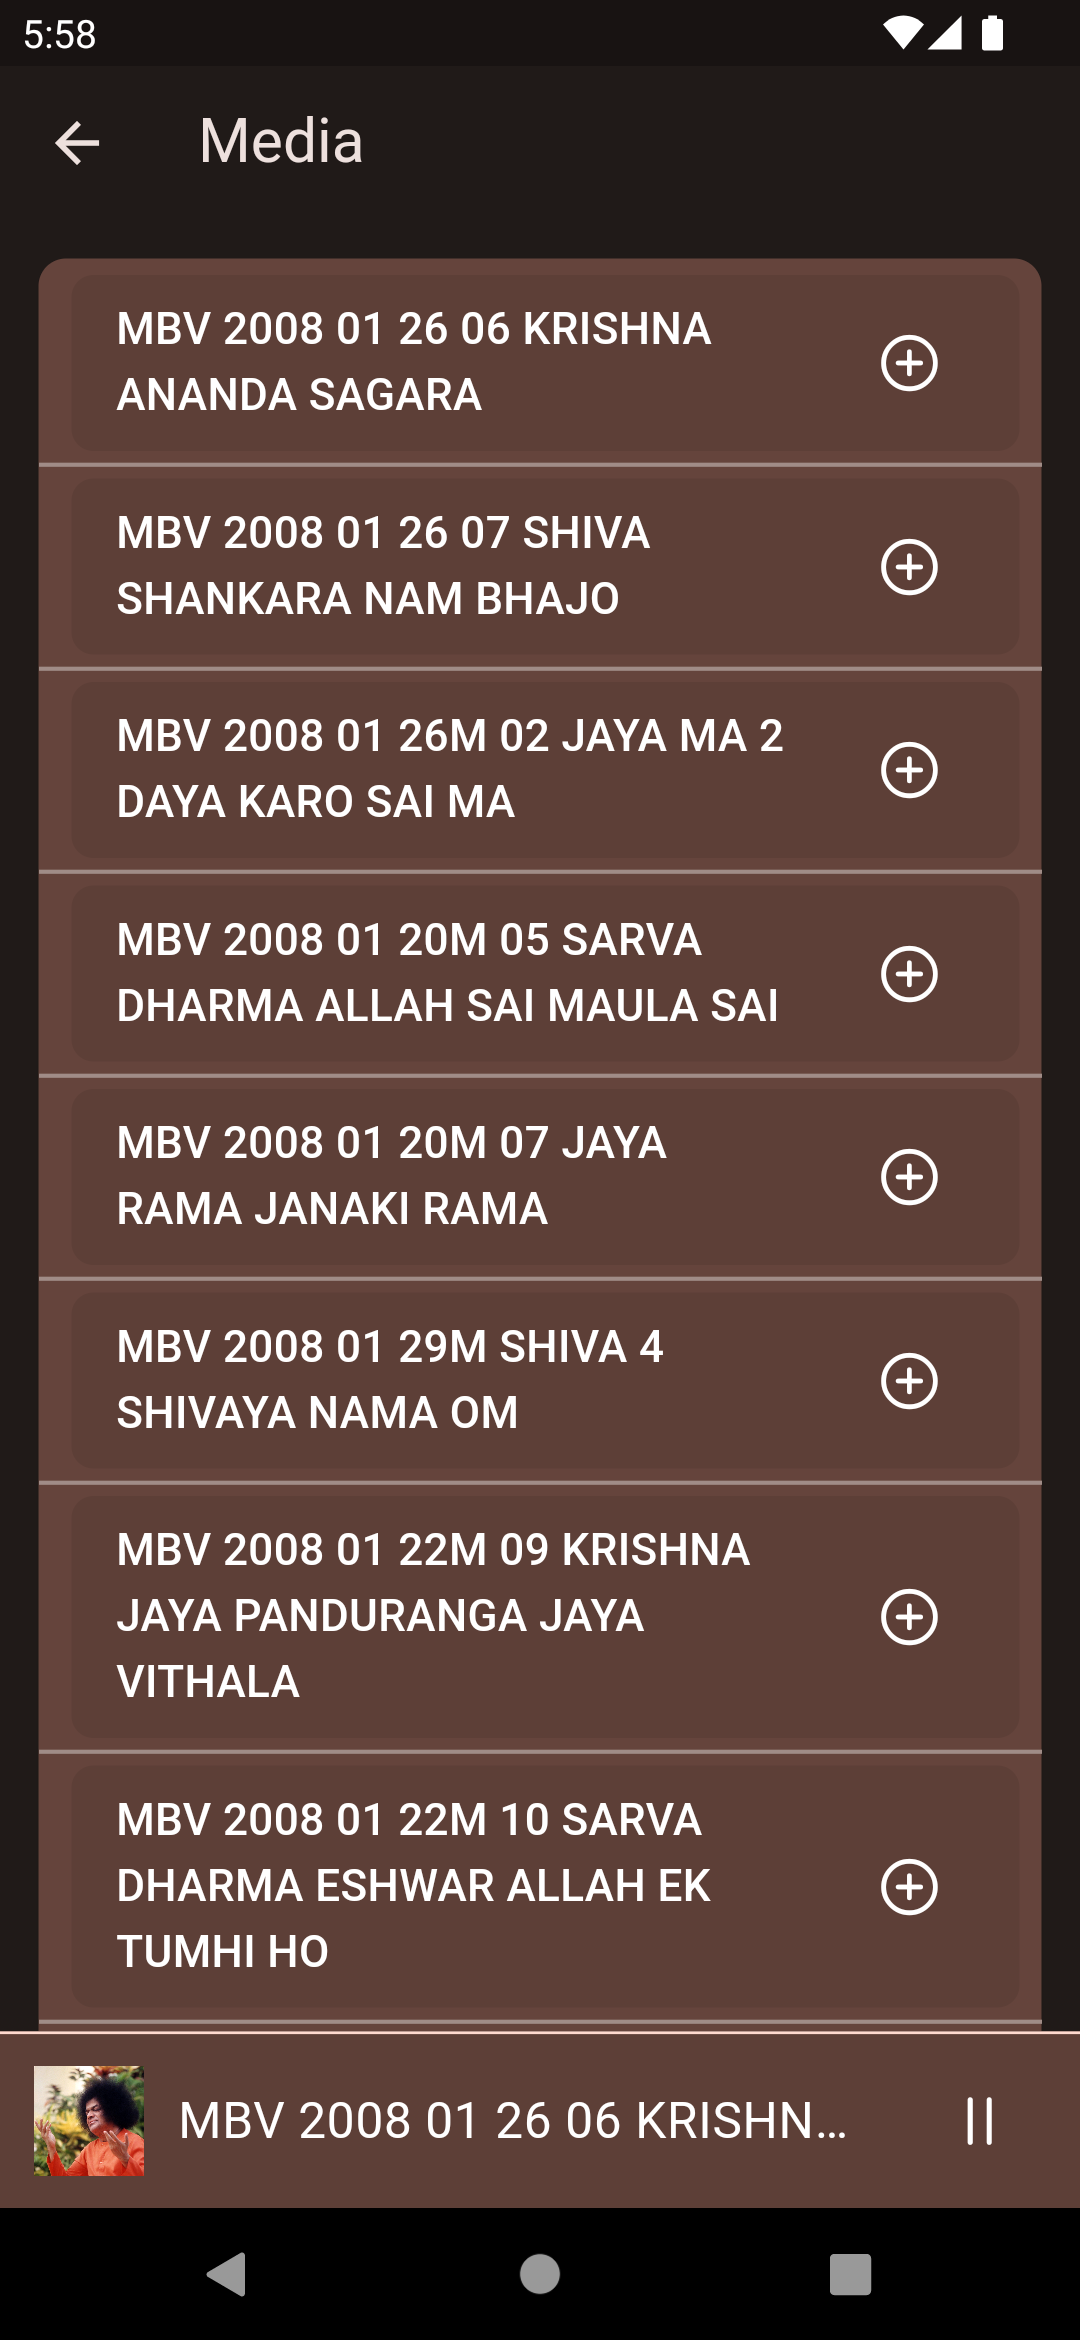 5:58
Media
MBV 2008 01 26 06 KRISHNA
ANANDA SAGARA
MBV 2008 01 26 07 SHIVA
SHANKARA NAM BHAJO
MBV 2008 01 26M 02 JAYA MA 2
DAYA KARO SAI MA
MBV 2008 01 20M 05 SARVA
DHARMA ALLAH SAI MAULA SAI
MBV 2008 01 20M 07 JAYA
RAMA JANAKI RAMA
MBV 2008 01 29M SHIVA 4
SHIVAYA NAMA OM
MBV 2008 01 22M 09 KRISHNA
JAYA PANDURANGA JAYA
VITHALA
MBV 2008 01 22M 10 SARVA
DHARMA ESHWAR ALLAH EK
TUMHI HO
MBV 2008 01 26 06 KRISHN...